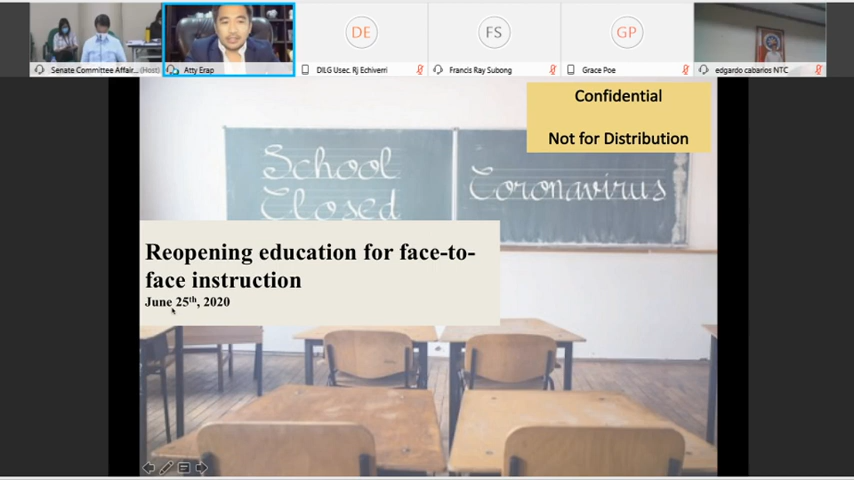 DE
FS
GP
Senate Committee Affair... (Host)
Atty Erap
DILG Usec. Rj Echiverri
Francis Ray Subong
Grace Poe
edgardo cabarios NTC
Confidential
Not for Distribution
School
Closed
Coronavirus
Reopening education for face-to-
face instruction
June 25th, 2020